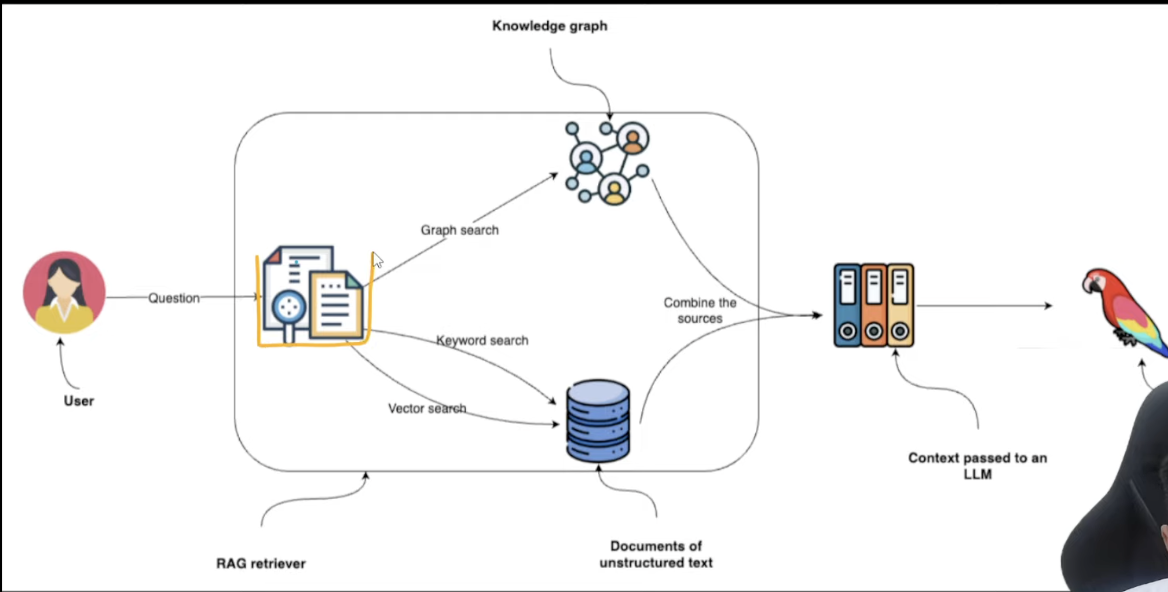 Knowledge graph
Graph search
Question
Combine the
sources
Keyword search
User
Vector search
Context passed to an
LLM
Documents of
unstructured text
RAG retriever